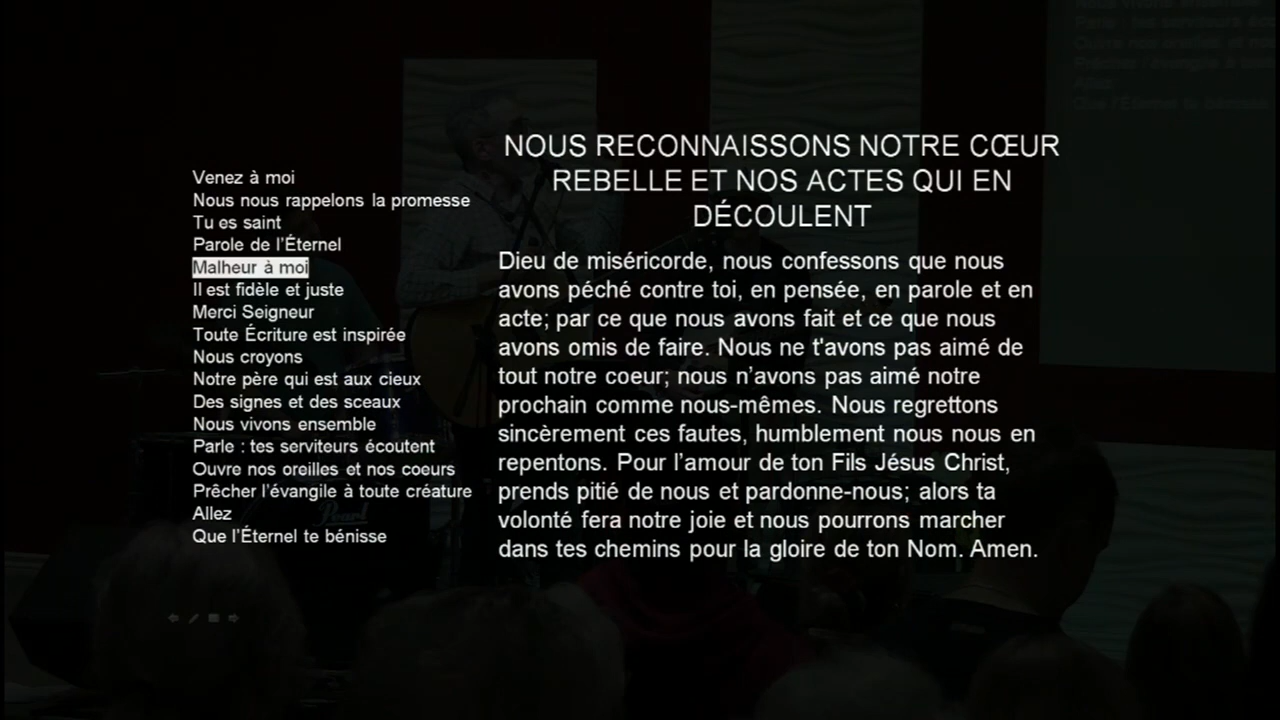 Venez à moi
Nous nous rappelons la promesse
Tu es saint
Parole de l'Éternel
Malheur à moi
Il est fidèle et juste
Merci Seigneur
Toute Écriture est inspirée
Nous croyons
Notre père qui est aux cieux
Des signes et des sceaux
Nous vivons ensemble
Parle : tes serviteurs écoutent
Ouvre nos oreilles et nos coeurs
Prêcher l'évangile à toute créature
Allez
Que l'Éternel te bénisse
NOUS RECONNAISSONS NOTRE CŒUR
REBELLE ET NOS ACTES QUI EN
DÉCOULENT
Dieu de miséricorde, nous confessons que nous
avons péché contre toi, en pensée, en parole et en
acte; par ce que nous avons fait et ce que nous
avons omis de faire. Nous ne t'avons pas aimé de
tout notre coeur; nous n’avons pas aimé notre
prochain comme nous-mêmes. Nous regrettons
sincèrement ces fautes, humblement nous nous en
repentons. Pour l’amour de ton Fils Jésus Christ,
prends pitié de nous et pardonne-nous; alors ta
volonté fera notre joie et nous pourrons marcher
dans tes chemins pour la gloire de ton Nom. Amen.
Pearl